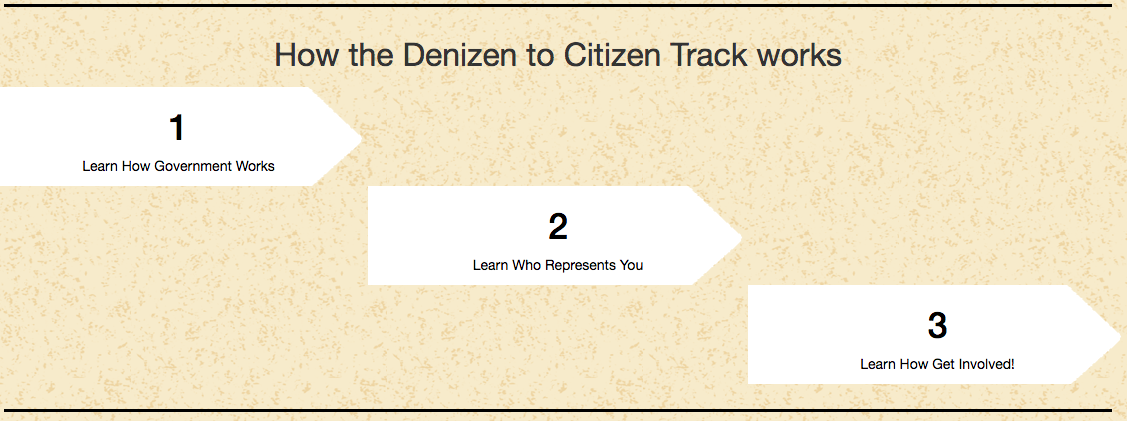 How the Denizen to Citizen Track works
1
Learn How Government Works
2
Learn Who Represents You
3
Learn How Get Involved!